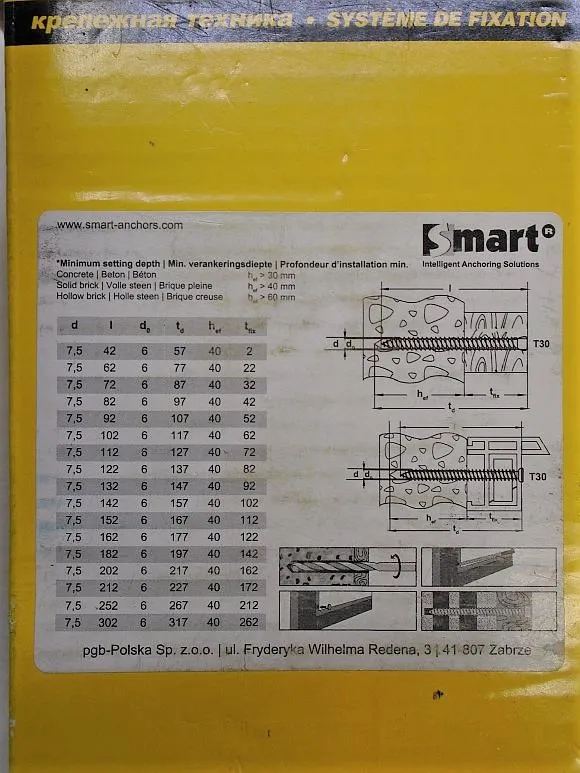 крепежная техника • SYSTÈME DE FIXATION
www.smart-anchors.com
Smart®
Intelligent Anchoring Solutions
*Minimum setting depth | Min. verankeringsdiepte | Profondeur d'installation min.
Concrete | Beton | Béton hef > 30 mm
Solid brick | Volle steen | Brique pleine hef > 40 mm
Hollow brick | Holle steen | Brique creuse hef > 60 mm
d l d0 td hef tfix
7,5 42 6 57 40 2
7,5 62 6 77 40 22
7,5 72 6 87 40 32
7,5 82 6 97 40 42
7,5 92 6 107 40 52
7,5 102 6 117 40 62
7,5 112 6 127 40 72
7,5 122 6 137 40 82
7,5 132 6 147 40 92
7,5 142 6 157 40 102
7,5 152 6 167 40 112
7,5 162 6 177 40 122
7,5 182 6 197 40 142
7,5 202 6 217 40 162
7,5 212 6 227 40 172
7,5 252 6 267 40 212
7,5 302 6 317 40 262
l
d d0 T30
hef tfix
td
l
d d0 T30
hef tfix
td
pgb-Polska Sp. z.o.o. | ul. Fryderyka Wilhelma Redena, 3 | 41 807 Zabrze